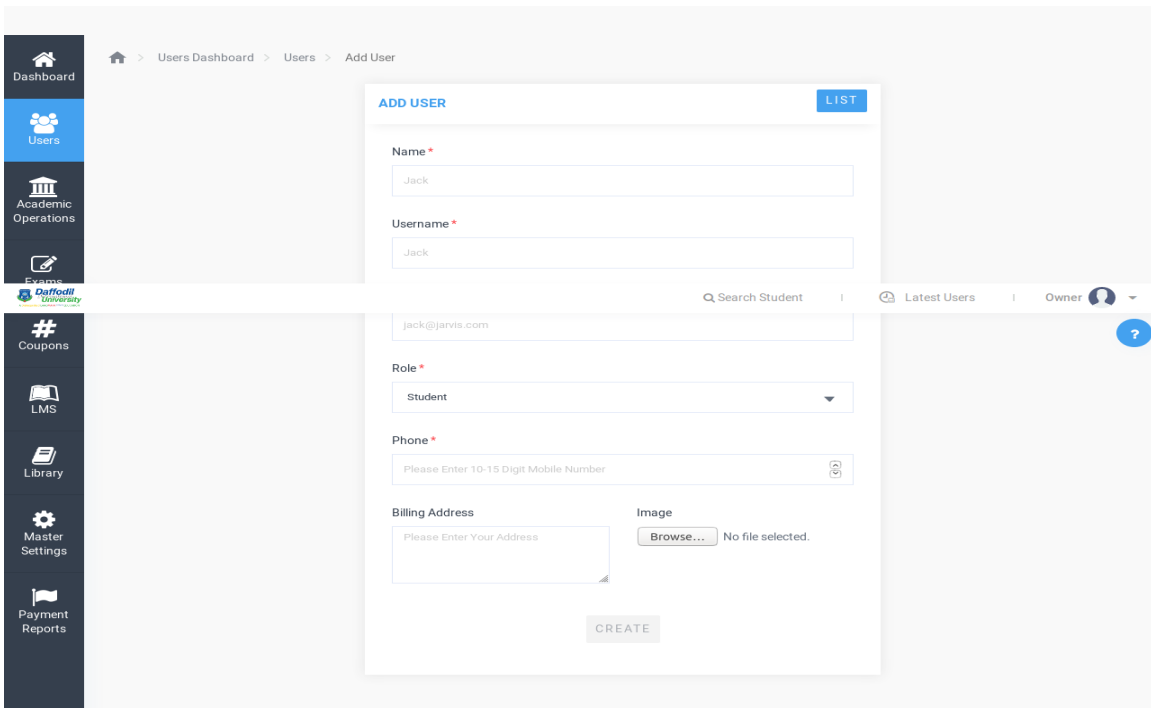 Users Dashboard > Users > Add User
Dashboard
Users
Academic
Operations
Exams
Coupons
LMS
Library
Master
Settings
Payment
Reports
Daffodil
University
Search Student
Latest Users
Owner
?
ADD USER
LIST
Name *
Jack
Username *
Jack
jack@jarvis.com
Role *
Student
Phone *
Please Enter 10-15 Digit Mobile Number
Billing Address
Please Enter Your Address
Image
Browse... No file selected.
CREATE